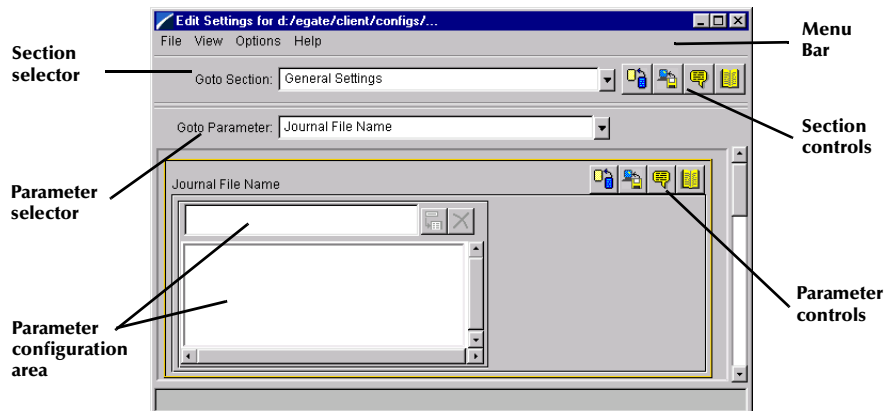 Edit Settings for d:/egate/client/configs/...
File View Options Help
Menu
Bar
Section
selector
Goto Section: General Settings
Section
controls
Goto Parameter: Journal File Name
Parameter
selector
Journal File Name
Parameter
controls
Parameter
configuration
area